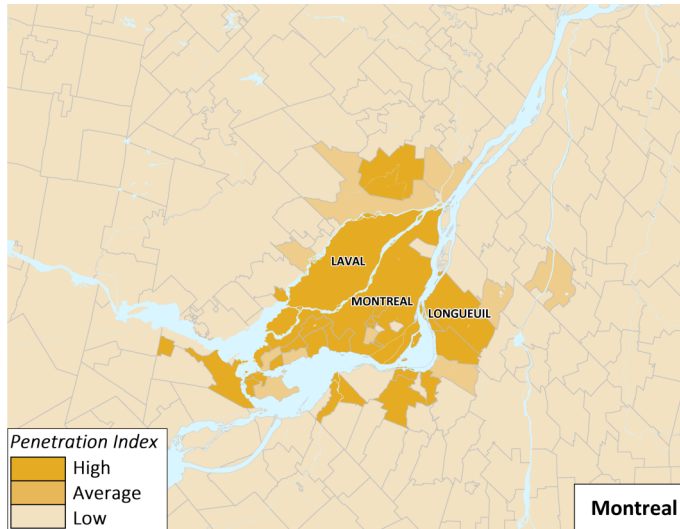 LAVAL
MONTREAL
LONGUEUIL
Penetration Index
High
Average
Low
Montreal